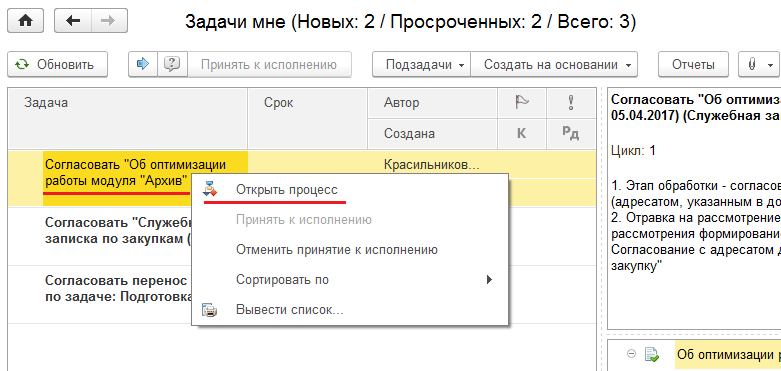 Задачи мне (Новых: 2 / Просроченных: 2 / Всего: 3)
Обновить
Принять к исполнению
Подзадачи
Создать на основании
Отчеты
Задача
Срок
Автор
Создана
К
Рд
Согласовать "Об оптимизации
работы модуля "Архив"
Красильников...
Согласовать "Служебн
записка по закупкам (
Согласовать перенос
по задаче: Подготовка
Открыть процесс
Принять к исполнению
Отменить принятие к исполнению
Сортировать по
Вывести список...
Согласовать "Об оптимиза
05.04.2017) (Служебная за
Цикл: 1
1. Этап обработки - согласо
(адресатом, указанным в до
2. Отравка на рассмотрение
рассмотрения формировани
Согласование с адресатом д
закупку"
Об оптимизации р